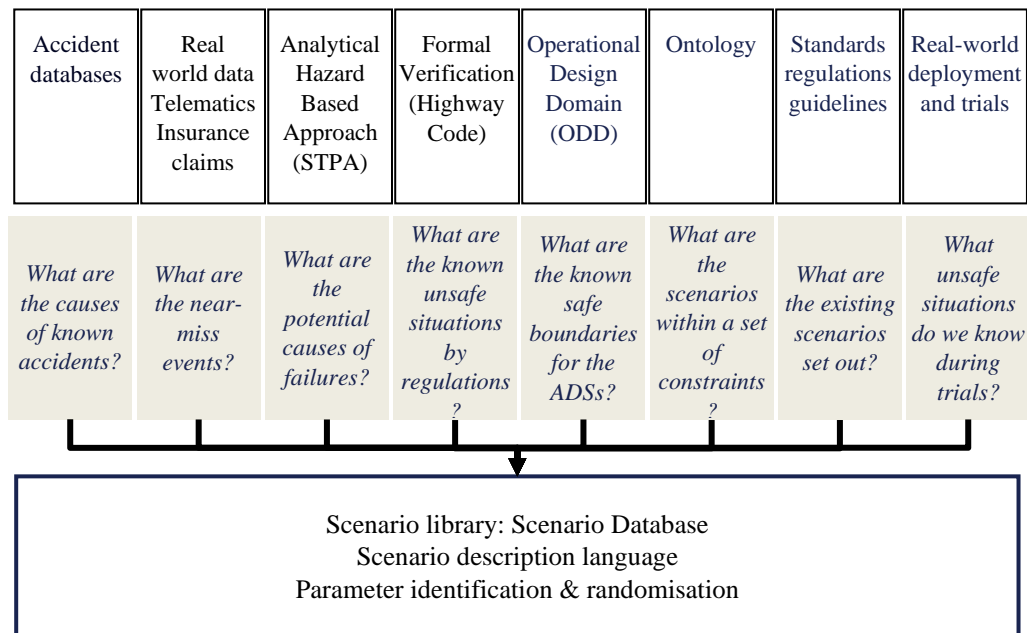 Accident
databases
Real
world data
Telematics
Insurance
claims
Analytical
Hazard
Based
Approach
(STPA)
Formal
Verification
(Highway
Code)
Operational
Design
Domain
(ODD)
Ontology
Standards
regulations
guidelines
Real-world
deployment
and trials
What are
the causes
of known
accidents?
What are
the near-
miss
events?
What are
the
potential
causes of
failures?
What are
the known
unsafe
situations
by
regulations
?
What are
the known
safe
boundaries
for the
ADSs?
What are
the
scenarios
within a set
of
constraints
?
What are
the existing
scenarios
set out?
What
unsafe
situations
do we know
during
trials?
Scenario library: Scenario Database
Scenario description language
Parameter identification & randomisation